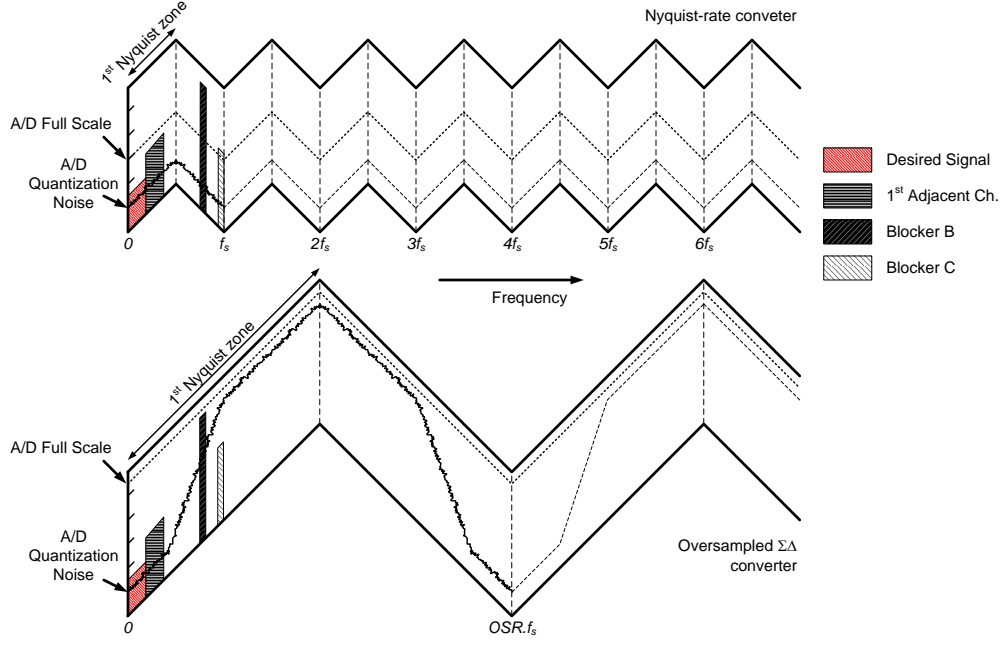 Nyquist-rate conveter
1st Nyquist zone
A/D Full Scale
A/D
Quantization
Noise
0
fs
2fs
3fs
4fs
5fs
6fs
Desired Signal
1st Adjacent Ch.
Blocker B
Blocker C
Frequency
1st Nyquist zone
A/D Full Scale
A/D
Quantization
Noise
Oversampled ΣΔ
converter
0
OSR.fs